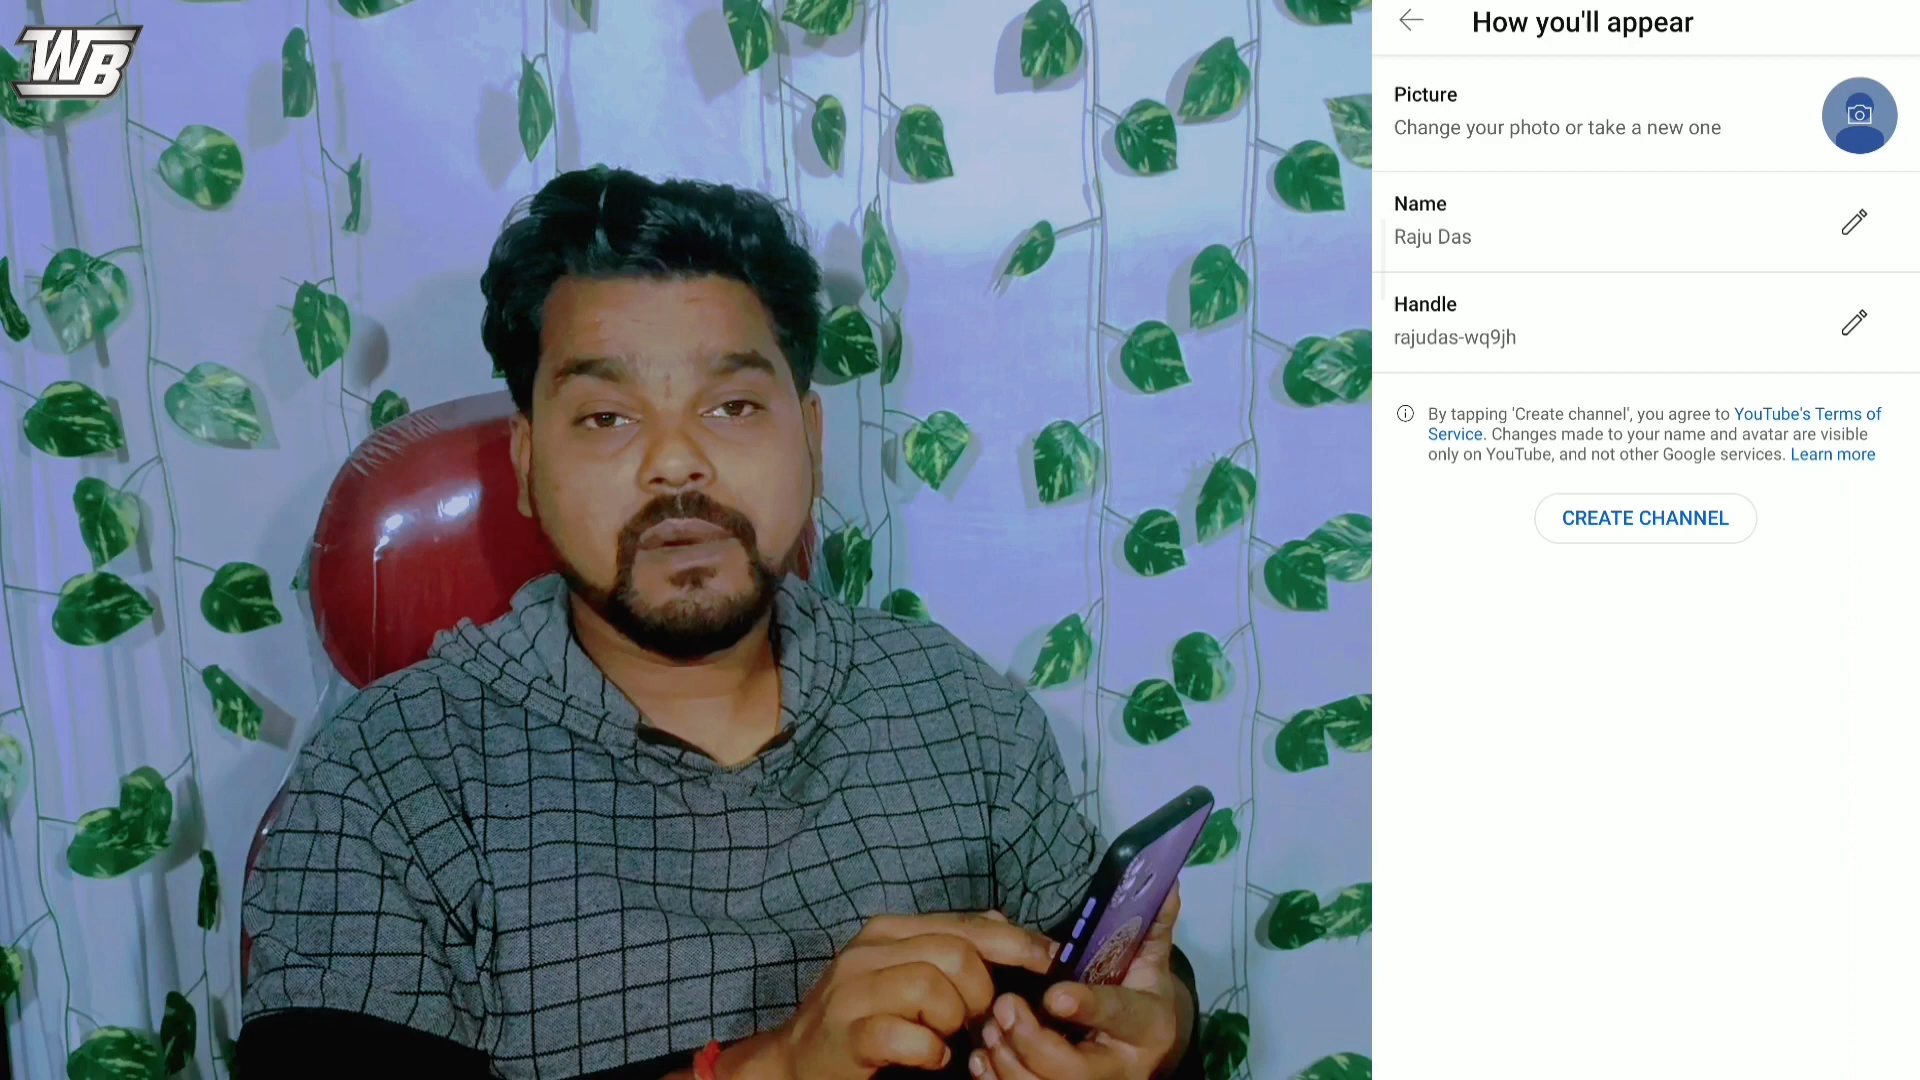 WB
How you'll appear
Picture
Change your photo or take a new one
Name
Raju Das
Handle
rajudas-wq9jh
By tapping 'Create channel', you agree to YouTube's Terms of
Service. Changes made to your name and avatar are visible
only on YouTube, and not other Google services. Learn more
CREATE CHANNEL